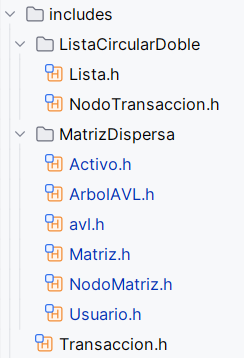 includes
ListaCircularDoble
Lista.h
NodoTransaccion.h
MatrizDispersa
Activo.h
ArbolAVL.h
avl.h
Matriz.h
NodoMatriz.h
Usuario.h
Transaccion.h